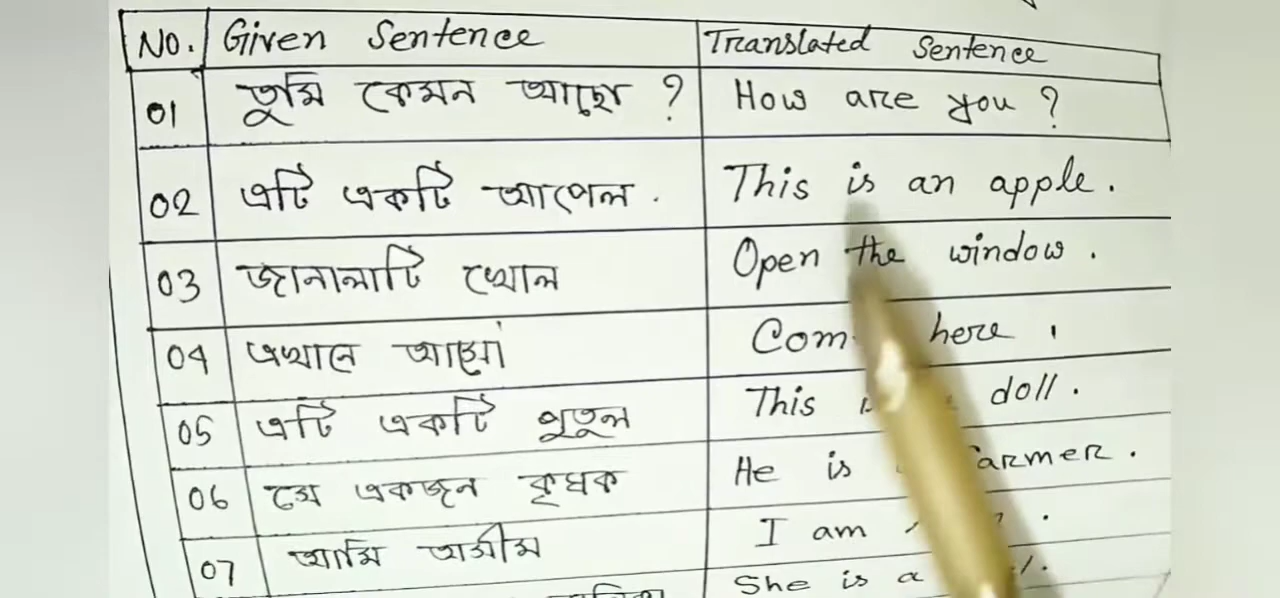 No. Given Sentence Translated Sentence
01 তুমি কেমন আছো ? How are you ?
02 এটি একটি আপেল . This is an apple .
03 জানালাটি খোল Open the window .
04 এখানে আসো here .
05 এটি একটি পুতুল This doll .
06 সে একজন কৃষক He is
07 আমি অসীম I am
She is a